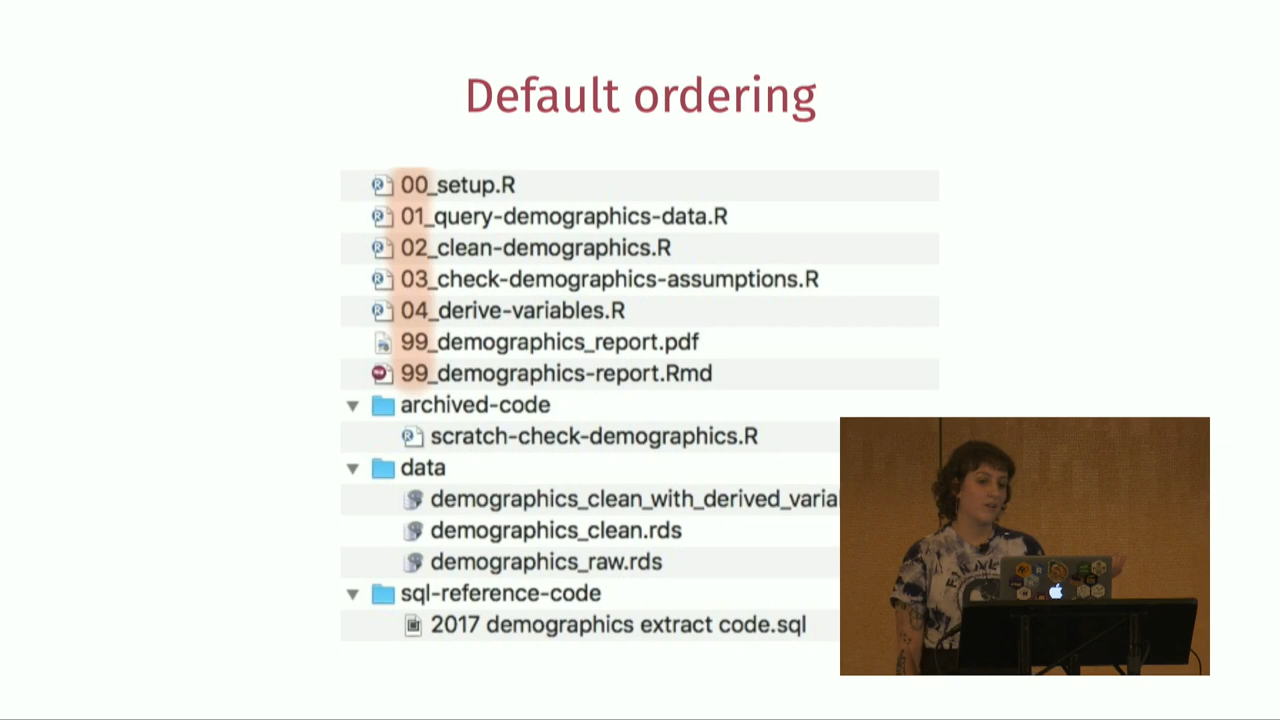 Default ordering
00_setup.R
01_query-demographics-data.R
02_clean-demographics.R
03_check-demographics-assumptions.R
04_derive-variables.R
99_demographics_report.pdf
99_demographics-report.Rmd
archived-code
scratch-check-demographics.R
data
demographics_clean_with_derived_varia
demographics_clean.rds
demographics_raw.rds
sql-reference-code
2017 demographics extract code.sql